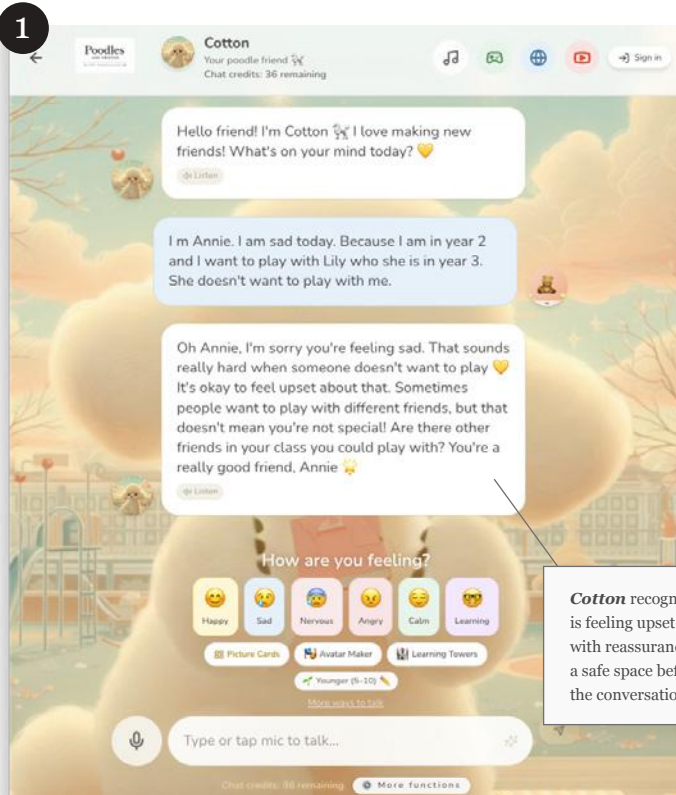 1
Poodles
Cotton
Your poodle friend 🐩
Chat credits: 36 remaining
Sign in
Hello friend! I'm Cotton 🐩 I love making new
friends! What's on your mind today? 💛
Listen
I m Annie. I am sad today. Because I am in year 2
and I want to play with Lily who she is in year 3.
She doesn't want to play with me.
Oh Annie, I'm sorry you're feeling sad. That sounds
really hard when someone doesn't want to play 💛
It's okay to feel upset about that. Sometimes
people want to play with different friends, but that
doesn't mean you're not special! Are there other
friends in your class you could play with? You're a
really good friend, Annie 🌟
Listen
How are you feeling?
Happy Sad Nervous Angry Calm Learning
Picture Cards Avatar Maker Learning Towers
Younger (5-10)
More ways to talk
Type or tap mic to talk...
Chat credits: 36 remaining More functions
Cotton recogn
is feeling upset
with reassuranc
a safe space bef
the conversatio